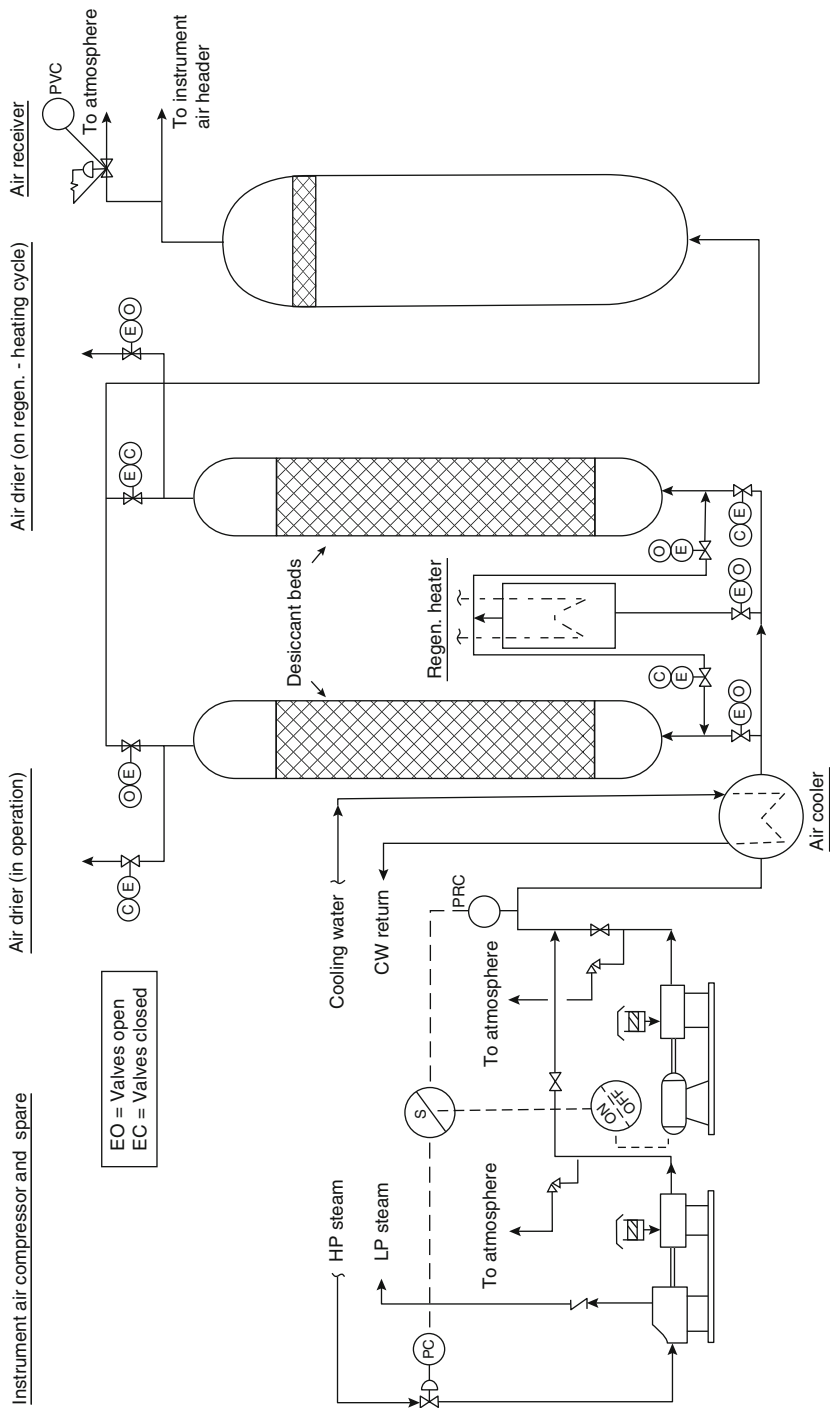 Instrument air compressor and spare
Air drier (in operation)
Air drier (on regen. - heating cycle)
Air receiver
EO = Valves open
EC = Valves closed
C E
O E
E C
E O
PVC
To atmosphere
To instrument
air header
Desiccant beds
Regen. heater
C
E
O
E
E O
E O
C E
Cooling water
CW return
PRC
Air cooler
HP steam
LP steam
PC
S
To atmosphere
To atmosphere
ON
OFF